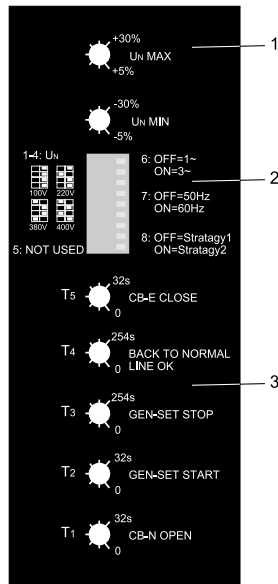 +30%
UN MAX
+5%
1
-30%
UN MIN
-5%
1-4: UN
100V 220V
380V 400V
5: NOT USED
6: OFF=1~
ON=3~
2
7: OFF=50Hz
ON=60Hz
8: OFF=Stratagy1
ON=Stratagy2
T5 32s
CB-E CLOSE
0
T4 254s
BACK TO NORMAL
LINE OK
0
3
T3 254s
GEN-SET STOP
0
T2 32s
GEN-SET START
0
T1 32s
CB-N OPEN
0